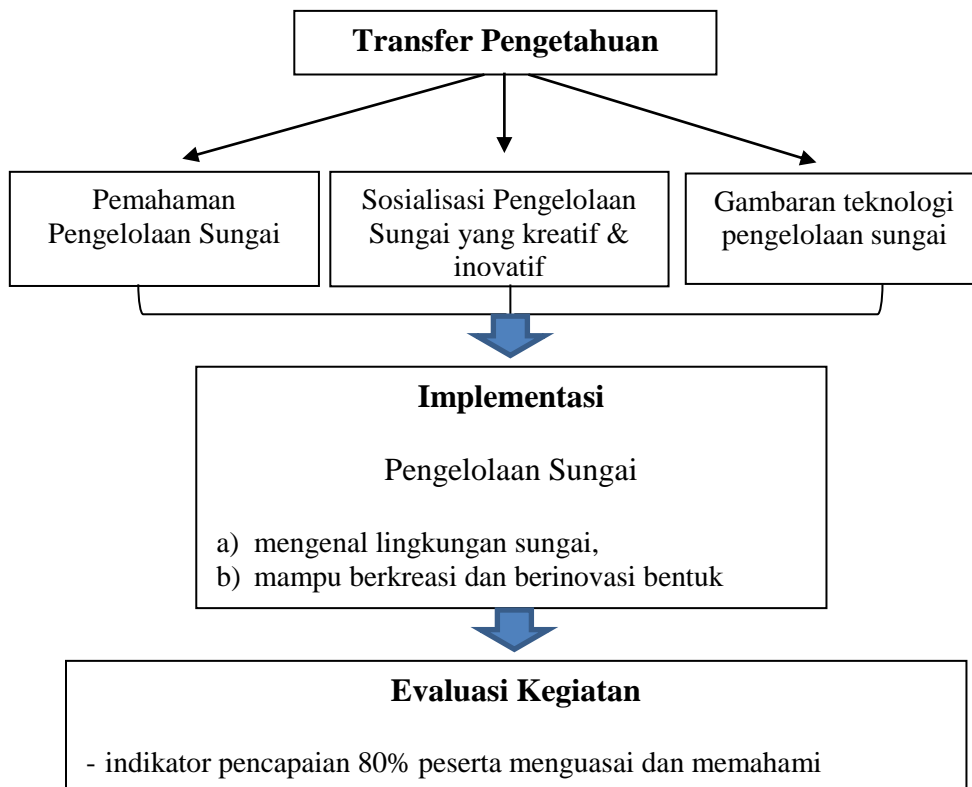 Transfer Pengetahuan
Pemahaman
Pengelolaan Sungai
Sosialisasi Pengelolaan
Sungai yang kreatif &
inovatif
Gambaran teknologi
pengelolaan sungai
Implementasi
Pengelolaan Sungai
a) mengenal lingkungan sungai,
b) mampu berkreasi dan berinovasi bentuk
Evaluasi Kegiatan
- indikator pencapaian 80% peserta menguasai dan memahami